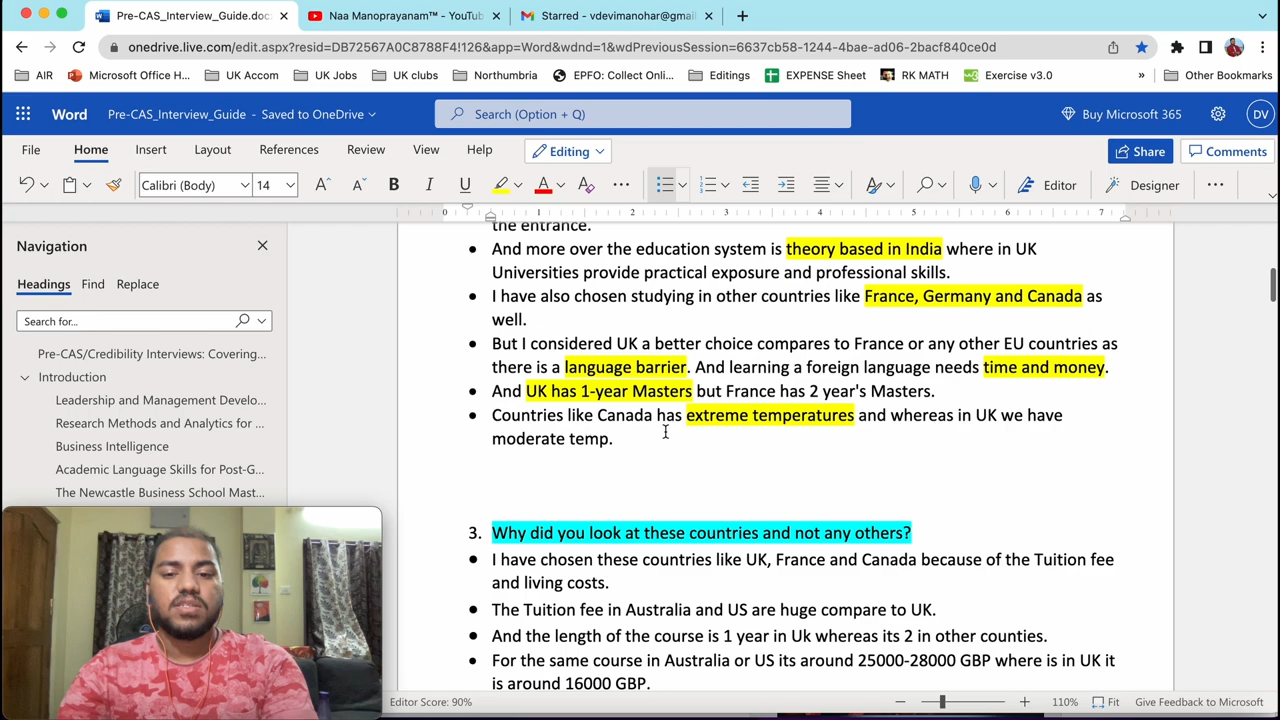 Pre-CAS_Interview_Guide.doc
Naa Manoprayanam™ - YouTub
Starred - vdevimanohar@gmai
onedrive.live.com/edit.aspx?resid=DB72567A0C8788F4!126&app=Word&wdnd=1&wdPreviousSession=6637cb58-1244-4bae-ad06-2bacf840ce0d
AIR
Microsoft Office H...
UK Accom
UK Jobs
UK clubs
Northumbria
EPFO: Collect Onli...
Editings
EXPENSE Sheet
RK MATH
Exercise v3.0
»
Other Bookmarks
Word
Pre-CAS_Interview_Guide - Saved to OneDrive
Search (Option + Q)
Buy Microsoft 365
DV
File
Home
Insert
Layout
References
Review
View
Help
Editing
Share
Comments
Calibri (Body)
14
B I U
Editor
Designer
0 1 2 3 4 5 6 7
Navigation
Headings
Find
Replace
Search for...
Pre-CAS/Credibility Interviews: Covering...
Introduction
Leadership and Management Develo...
Research Methods and Analytics for ...
Business Intelligence
Academic Language Skills for Post-G...
The Newcastle Business School Mast...
the entrance.
• And more over the education system is theory based in India where in UK
Universities provide practical exposure and professional skills.
• I have also chosen studying in other countries like France, Germany and Canada as
well.
• But I considered UK a better choice compares to France or any other EU countries as
there is a language barrier. And learning a foreign language needs time and money.
• And UK has 1-year Masters but France has 2 year's Masters.
• Countries like Canada has extreme temperatures and whereas in UK we have
moderate temp.
3. Why did you look at these countries and not any others?
• I have chosen these countries like UK, France and Canada because of the Tuition fee
and living costs.
• The Tuition fee in Australia and US are huge compare to UK.
• And the length of the course is 1 year in Uk whereas its 2 in other counties.
• For the same course in Australia or US its around 25000-28000 GBP where is in UK it
is around 16000 GBP.
Editor Score: 90%
110%
Fit
Give Feedback to Microsoft